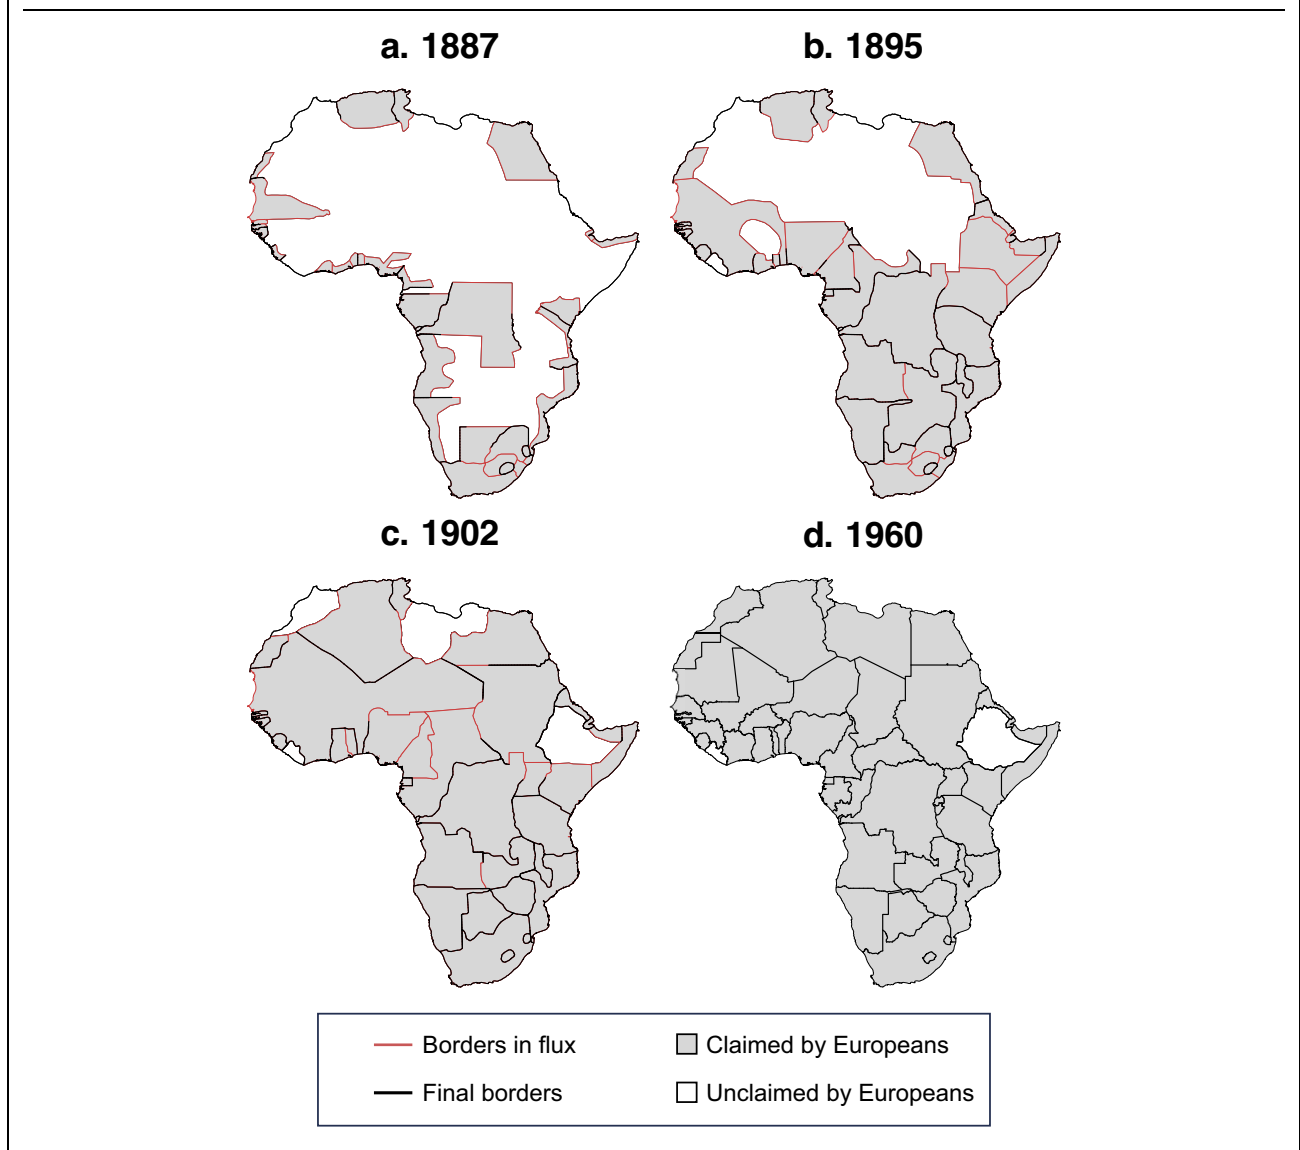 a. 1887
b. 1895
c. 1902
d. 1960
Borders in flux
Claimed by Europeans
Final borders
Unclaimed by Europeans